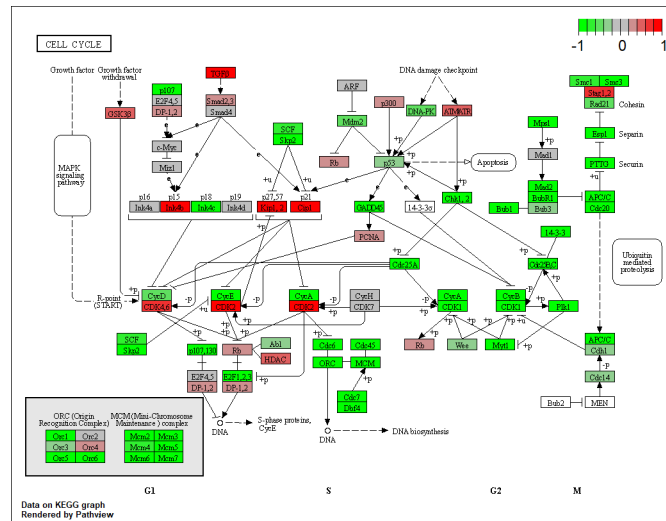 CELL CYCLE
-1 0 1
Growth factor
Growth factor
withdrawal
TGFβ
DNA damage checkpoint
Smc1 Smc3
Stag1,2
Rad21
Cohesin
GSK3β
p107
E2F4,5
DP-1,2
Smad2,3
Smad4
ARF
Mdm2
p300
DNA-PK
ATMATR
Mps1
Mad1
Esp1
Separin
SCF
Skp2
c-Myc
Miz1
Rb
p53
Apoptosis
PTTG
Securin
MAPK
signaling
pathway
p16
Ink4a
p15
Ink4b
p18
Ink4c
p19
Ink4d
p27,57
Kip1,2
p21
Cip1
GADD45
14-3-3σ
Chk1,2
Mad2
BubR1
Bub3
Bub1
APC/C
Cdc20
PCNA
14-3-3
Cdc25A
Cdc25B,C
Ubiquitin
mediated
proteolysis
R-point
(START)
CycD
CDK4,6
CycE
CDK2
CycA
CDK2
CycH
CDK7
CycA
CDK1
CycB
CDK1
Plk1
SCF
Skp2
p107,130
Rb
Abl
HDAC
Cdc6
Cdc45
ORC
MCM
Rb
Wee
Myt1
APC/C
Cdh1
Cdc14
E2F4,5
DP-1,2
E2F1,2,3
DP-1,2
Cdc7
Dbf4
Bub2
MEN
DNA
S-phase proteins,
CycE
DNA
DNA biosynthesis
ORC (Origin
Recognition Complex)
MCM (Mini-Chromosome
Maintenance) complex
Orc1 Orc2
Orc3 Orc4
Orc5 Orc6
Mcm2 Mcm3
Mcm4 Mcm5
Mcm6 Mcm7
G1 S G2 M
Data on KEGG graph
Rendered by Pathview